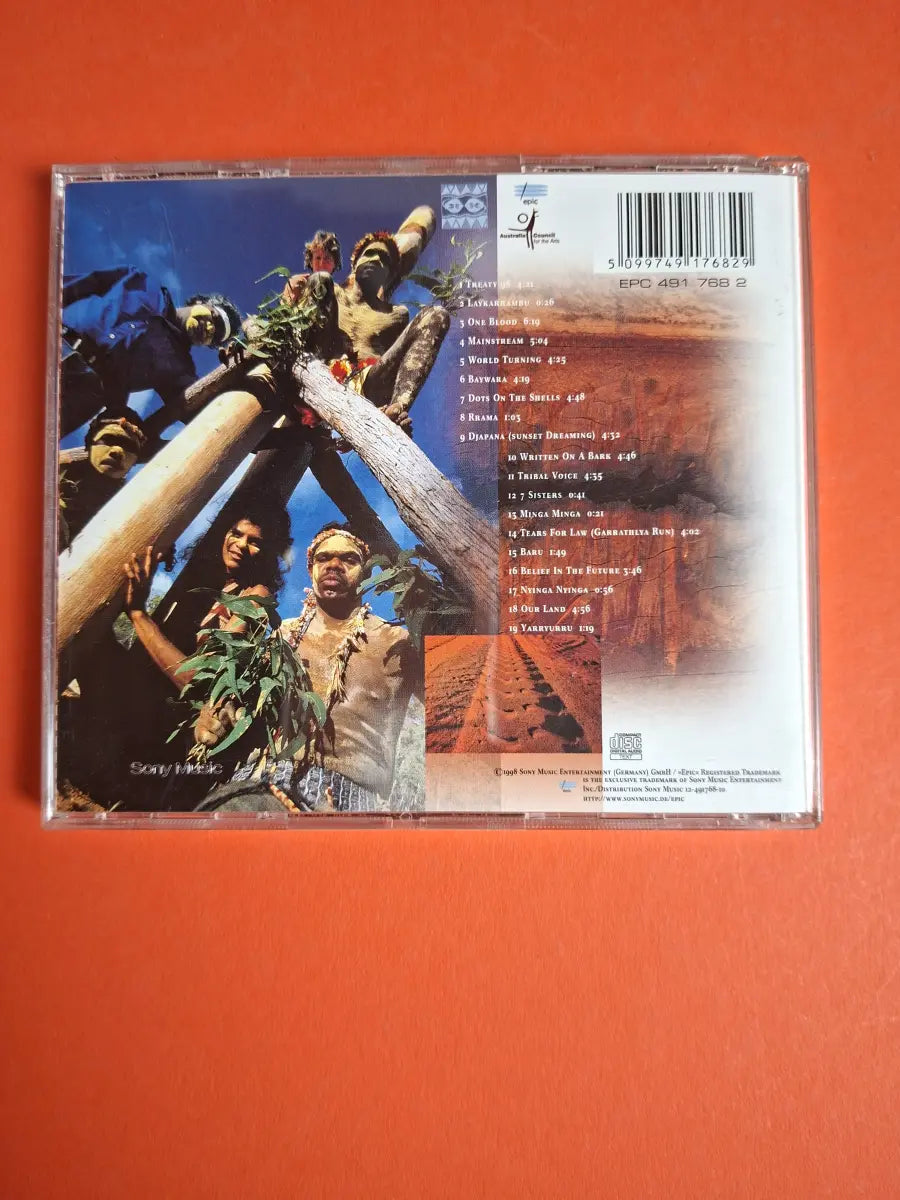 epic
Australia Council
for the Arts
5 099749 176829
EPC 491 768 2
1 Treaty 98 4:21
2 Laykarrambu 0:26
3 One Blood 6:19
4 Mainstream 5:04
5 World Turning 4:25
6 Baywara 4:19
7 Dots On The Shells 4:48
8 Rrama 1:03
9 Djapana (Sunset Dreaming) 4:32
10 Written On A Bark 4:46
11 Tribal Voice 4:35
12 7 Sisters 0:41
13 Minga Minga 0:21
14 Tears For Law (Garrathlya Run) 4:02
15 Baru 1:49
16 Belief In The Future 3:46
17 Nyinga Nyinga 0:56
18 Our Land 4:56
19 Yarryurru 1:19
COMPACT
disc
DIGITAL AUDIO
TEXT
Sony Music
©1998 Sony Music Entertainment (Germany) GmbH / »Epic« Registered Trademark
is the exclusive trademark of Sony Music Entertainment
epic
Inc./Distribution Sony Music 12-491768-10
http://www.sonymusic.de/epic